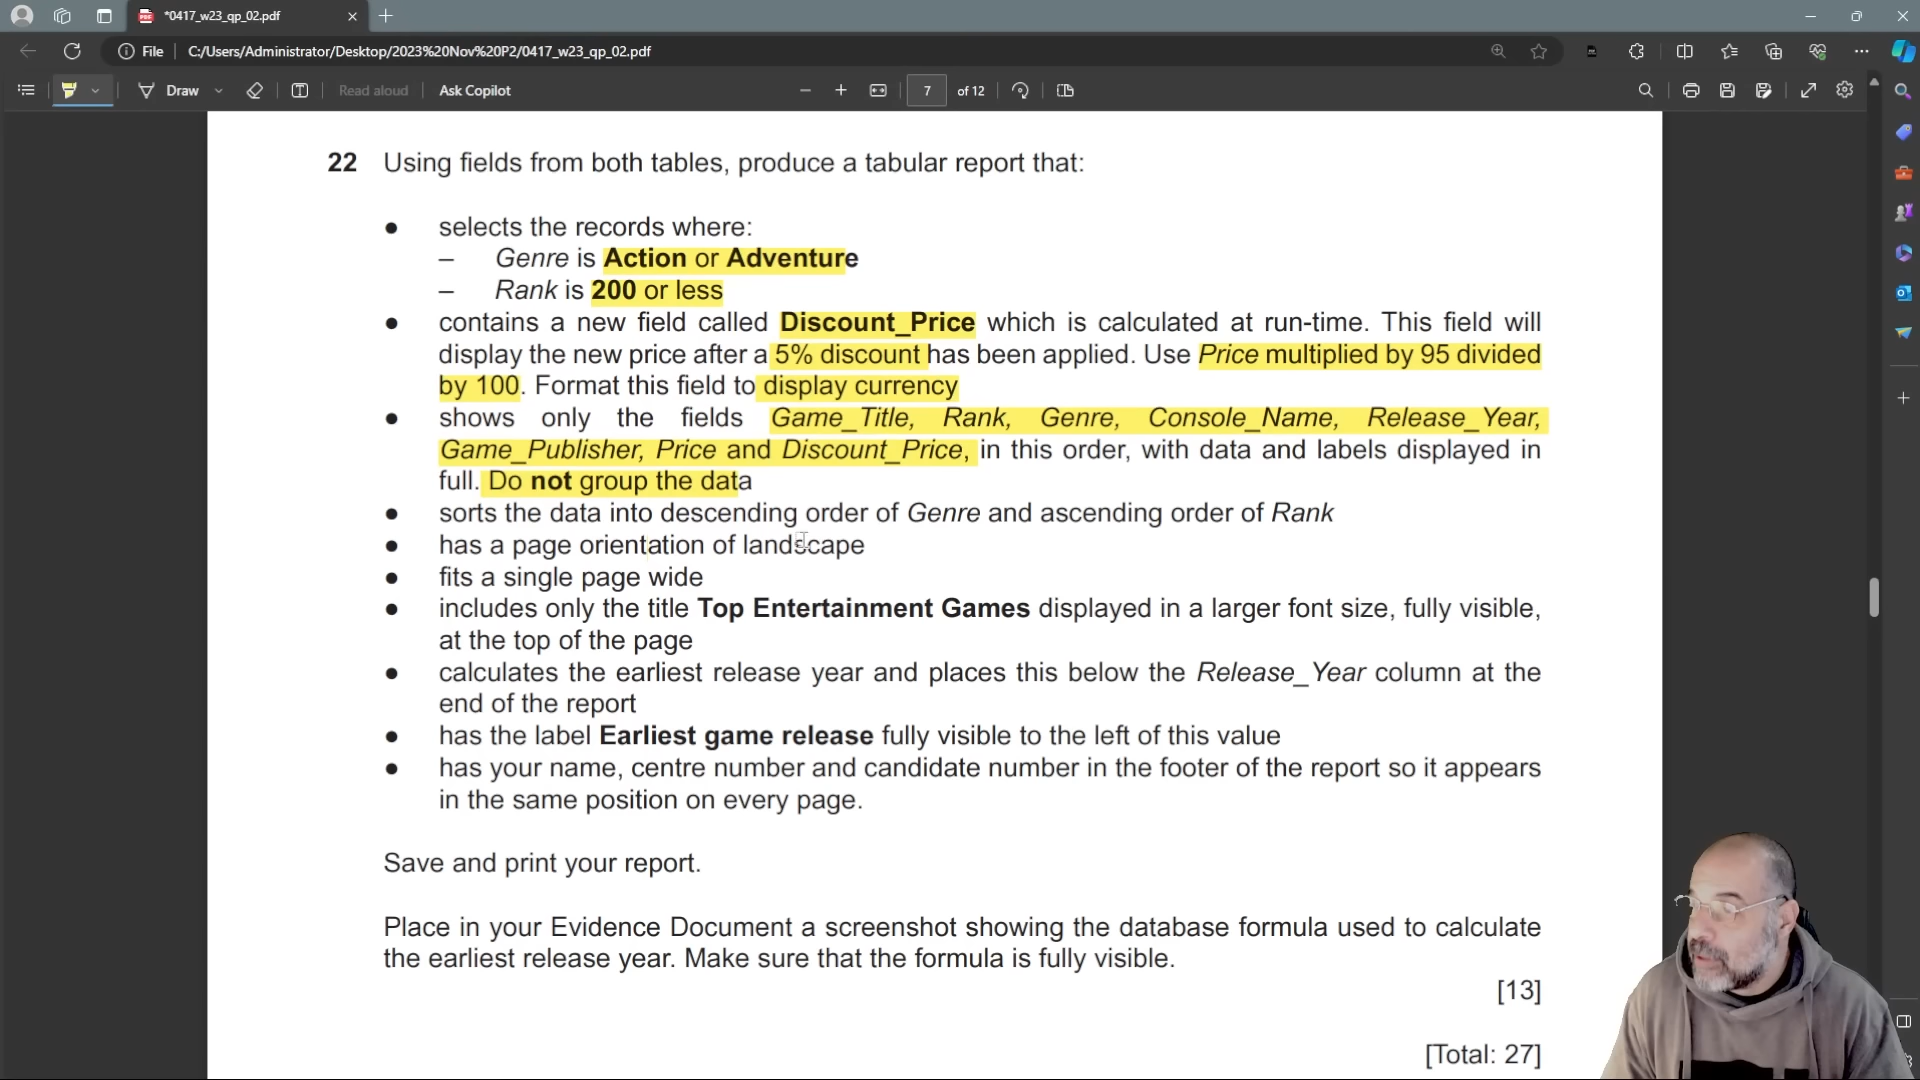 *0417_w23_qp_02.pdf
File C:/Users/Administrator/Desktop/2023%20Nov%20P2/0417_w23_qp_02.pdf
Draw Read aloud Ask Copilot 7 of 12
22 Using fields from both tables, produce a tabular report that:
● selects the records where:
– Genre is Action or Adventure
– Rank is 200 or less
● contains a new field called Discount_Price which is calculated at run-time. This field will
display the new price after a 5% discount has been applied. Use Price multiplied by 95 divided
by 100. Format this field to display currency
● shows only the fields Game_Title, Rank, Genre, Console_Name, Release_Year,
Game_Publisher, Price and Discount_Price, in this order, with data and labels displayed in
full. Do not group the data
● sorts the data into descending order of Genre and ascending order of Rank
● has a page orientation of landscape
● fits a single page wide
● includes only the title Top Entertainment Games displayed in a larger font size, fully visible,
at the top of the page
● calculates the earliest release year and places this below the Release_Year column at the
end of the report
● has the label Earliest game release fully visible to the left of this value
● has your name, centre number and candidate number in the footer of the report so it appears
in the same position on every page.
Save and print your report.
Place in your Evidence Document a screenshot showing the database formula used to calculate
the earliest release year. Make sure that the formula is fully visible.
[13]
[Total: 27]